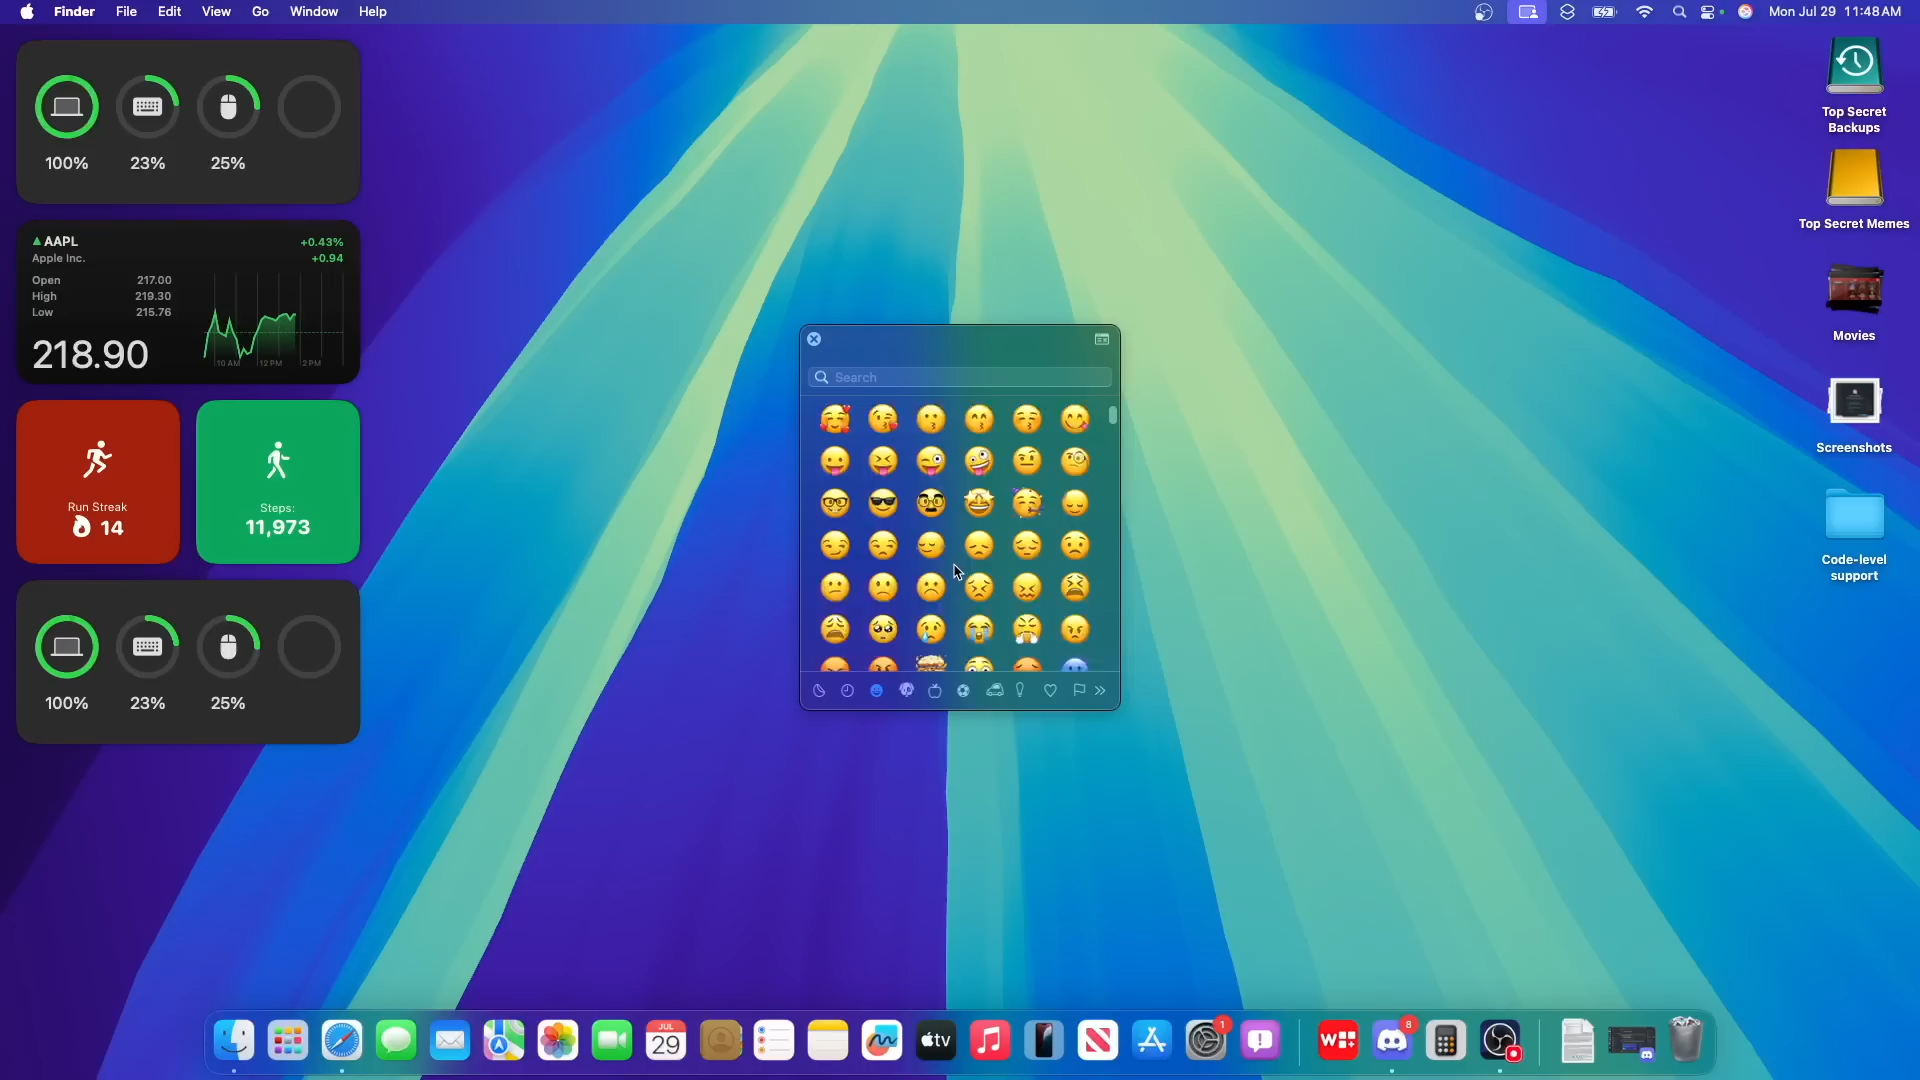 Finder File Edit View Go Window Help
Mon Jul 29 11:48 AM
100% 23% 25%
AAPL +0.43%
Apple Inc. +0.94
Open 217.00
High 219.30
Low 215.76
218.90
10 AM 12 PM 2 PM
Run Streak
14
Steps:
11,973
100% 23% 25%
Search
Top Secret
Backups
Top Secret Memes
Movies
Screenshots
Code-level
support
JUL
29
tv
1
8